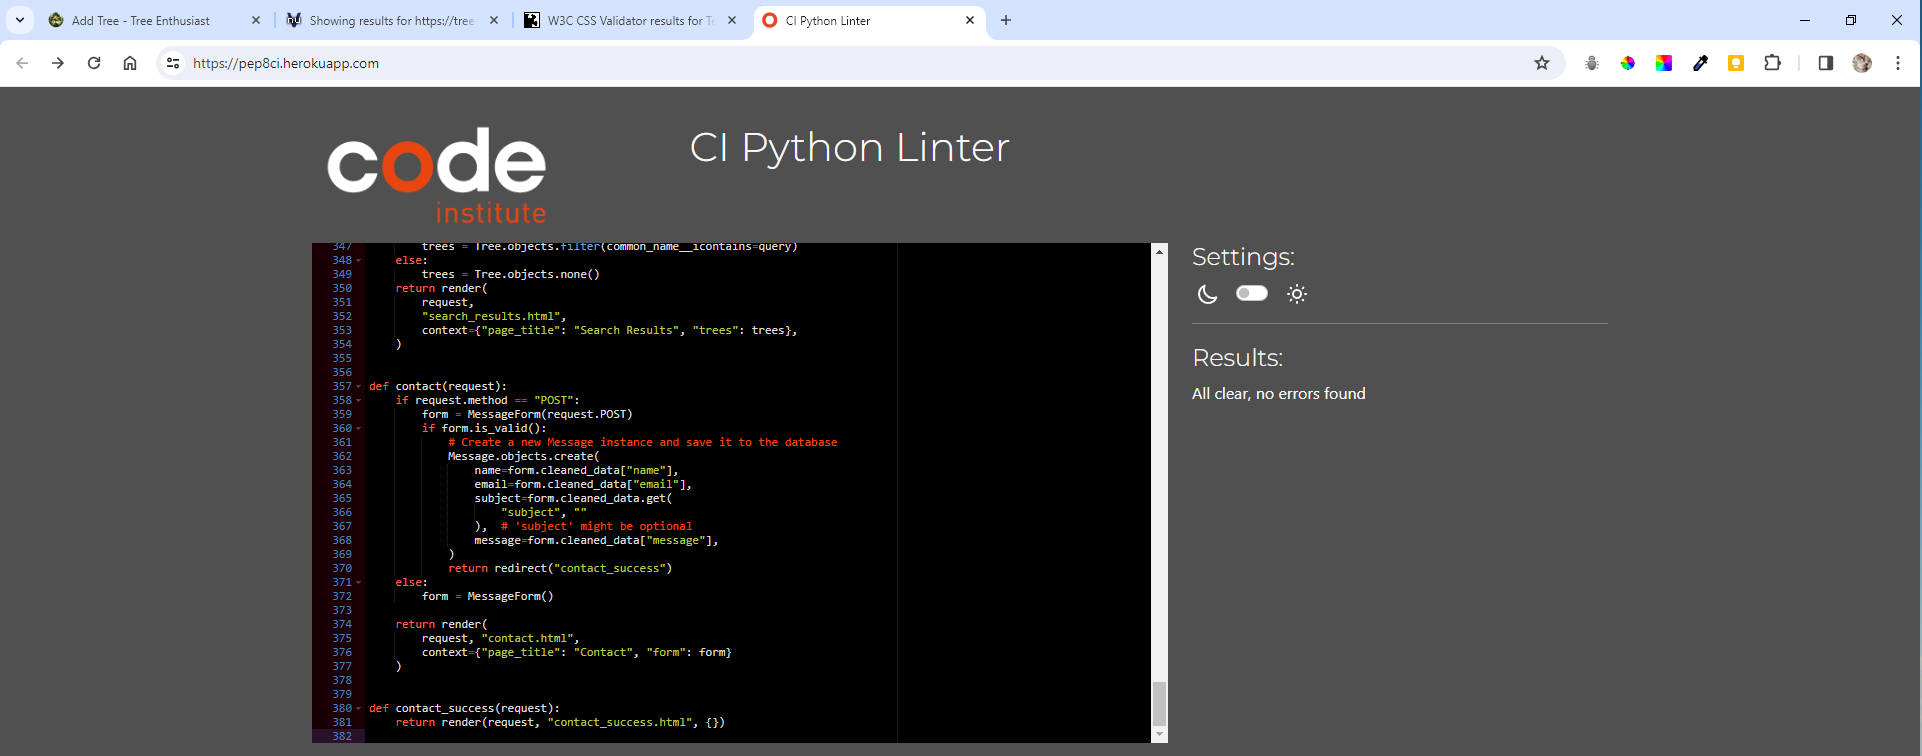 Add Tree - Tree Enthusiast
Showing results for https://tree
W3C CSS Validator results for Te
CI Python Linter
https://pep8ci.herokuapp.com
code
institute
CI Python Linter
347 trees = Tree.objects.filter(common_name__icontains=query)
348 else:
349 trees = Tree.objects.none()
350 return render(
351 request,
352 "search_results.html",
353 context={"page_title": "Search Results", "trees": trees},
354 )
355
356
357 def contact(request):
358 if request.method == "POST":
359 form = MessageForm(request.POST)
360 if form.is_valid():
361 # Create a new Message instance and save it to the database
362 Message.objects.create(
363 name=form.cleaned_data["name"],
364 email=form.cleaned_data["email"],
365 subject=form.cleaned_data.get(
366 "subject", ""
367 ), # 'subject' might be optional
368 message=form.cleaned_data["message"],
369 )
370 return redirect("contact_success")
371 else:
372 form = MessageForm()
373
374 return render(
375 request, "contact.html",
376 context={"page_title": "Contact", "form": form}
377 )
378
379
380 def contact_success(request):
381 return render(request, "contact_success.html", {})
382
Settings:
Results:
All clear, no errors found